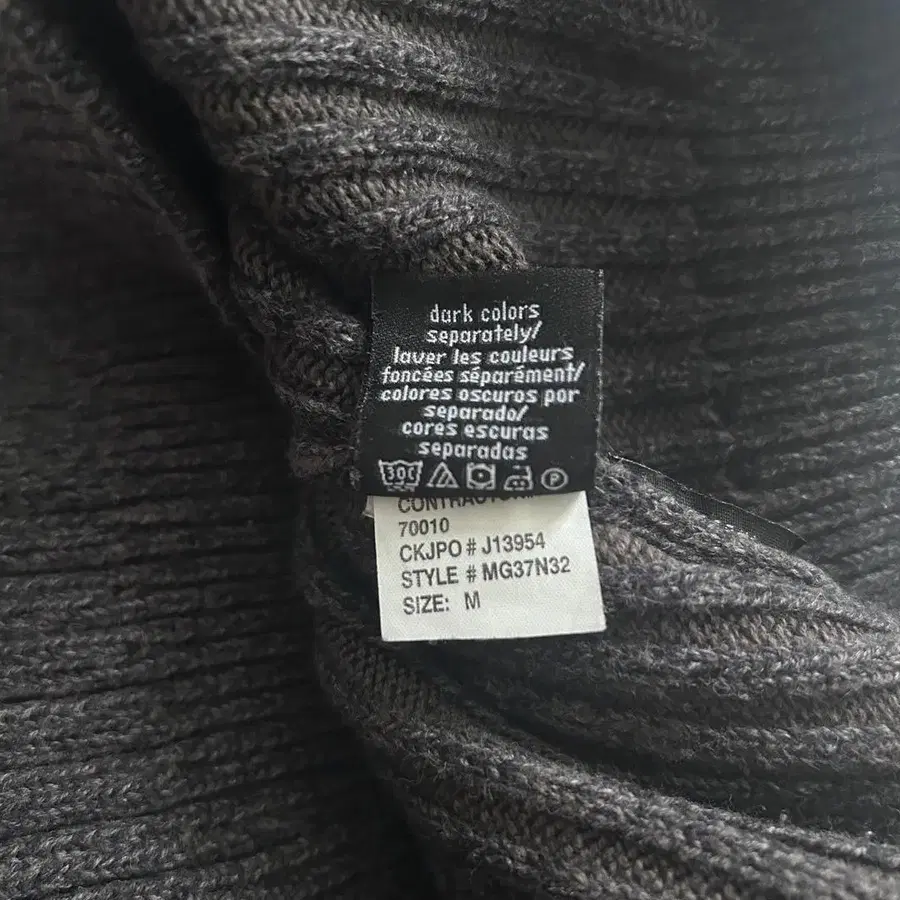 dark colors
separately/
laver les couleurs
foncées séparément/
colores oscuros por
separado/
cores escuras
separadas
30C P
70010
CKJPO # J13954
STYLE # MG37N32
SIZE: M